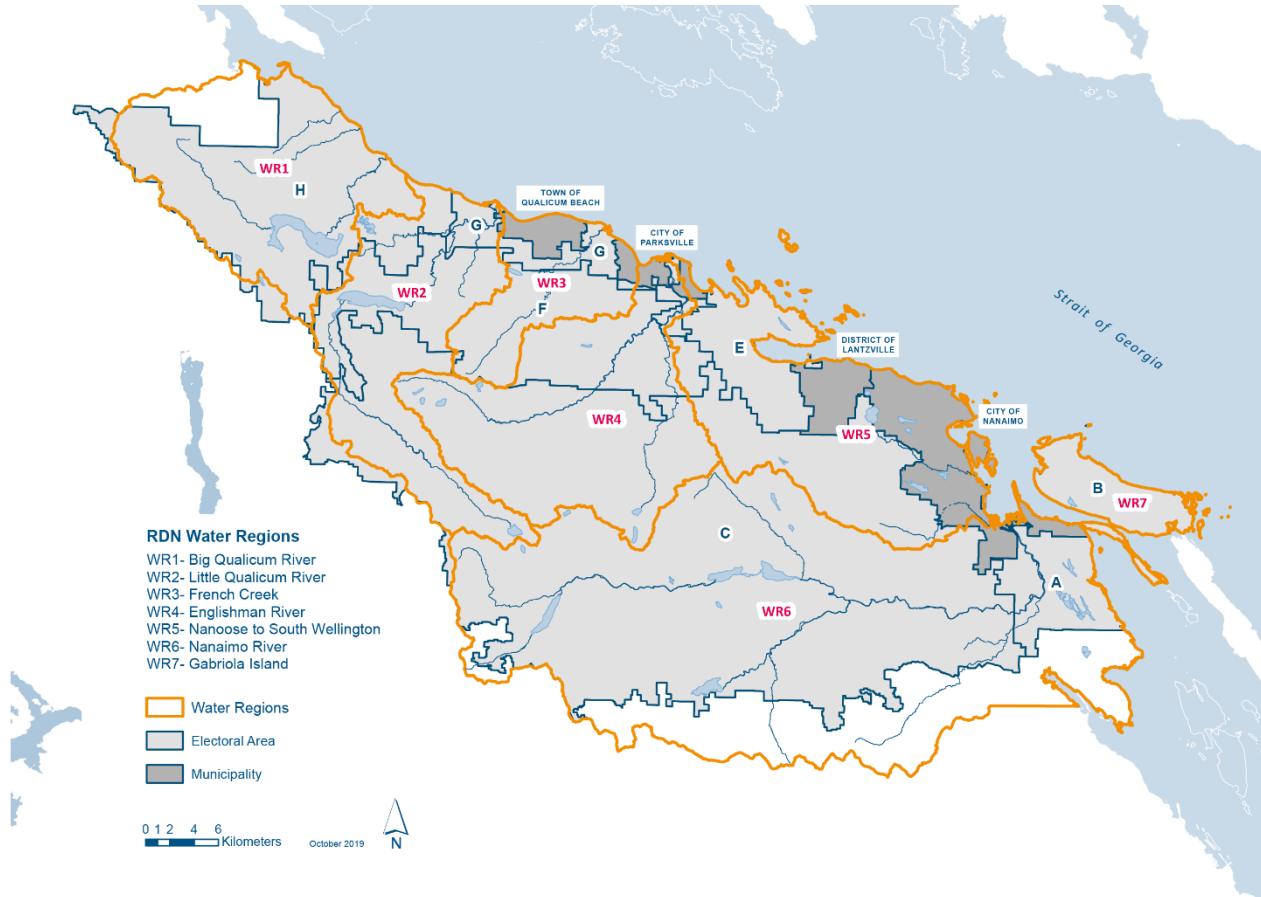 WR1
H
TOWN OF
QUALICUM BEACH
G
CITY OF
PARKSVILLE
G
WR3
WR2
F
Strait of Georgia
DISTRICT OF
LANTZVILLE
E
CITY OF
NANAIMO
WR4
WR5
B
WR7
C
A
WR6
RDN Water Regions
WR1- Big Qualicum River
WR2- Little Qualicum River
WR3- French Creek
WR4- Englishman River
WR5- Nanoose to South Wellington
WR6- Nanaimo River
WR7- Gabriola Island
Water Regions
Electoral Area
Municipality
0 1 2 4 6
Kilometers
October 2019
N